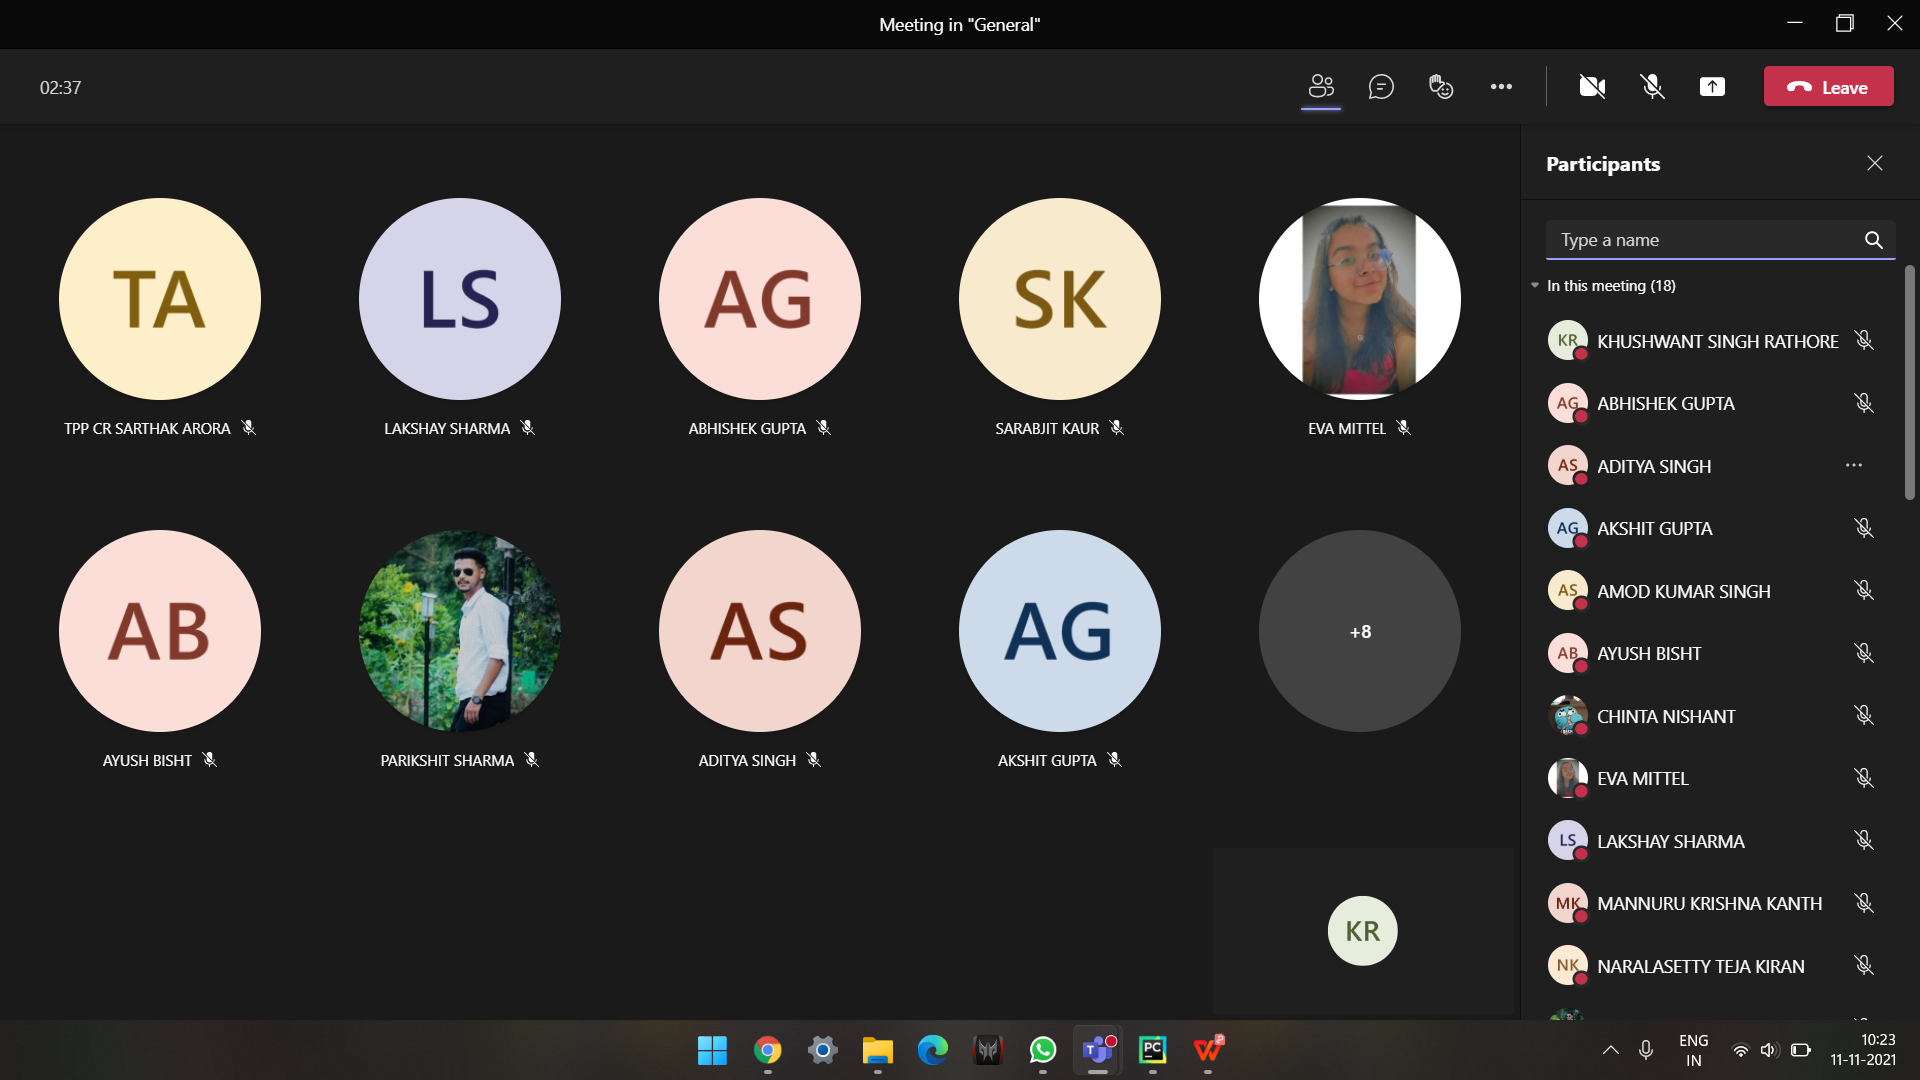 Meeting in "General"
02:37
Leave
TA
LS
AG
SK
TPP CR SARTHAK ARORA
LAKSHAY SHARMA
ABHISHEK GUPTA
SARABJIT KAUR
EVA MITTEL
AB
AS
AG
+8
AYUSH BISHT
PARIKSHIT SHARMA
ADITYA SINGH
AKSHIT GUPTA
KR
Participants
Type a name
In this meeting (18)
KR KHUSHWANT SINGH RATHORE
AG ABHISHEK GUPTA
AS ADITYA SINGH
AG AKSHIT GUPTA
AS AMOD KUMAR SINGH
AB AYUSH BISHT
CHINTA NISHANT
EVA MITTEL
LS LAKSHAY SHARMA
MK MANNURU KRISHNA KANTH
NK NARALASETTY TEJA KIRAN
T
PC
W
P
ENG
IN
10:23
11-11-2021